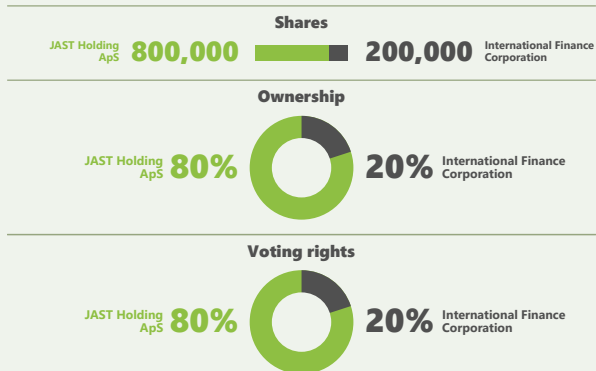 Shares
JAST Holding
ApS
800,000
200,000
International Finance
Corporation
Ownership
JAST Holding
ApS
80%
20%
International Finance
Corporation
Voting rights
JAST Holding
ApS
80%
20%
International Finance
Corporation